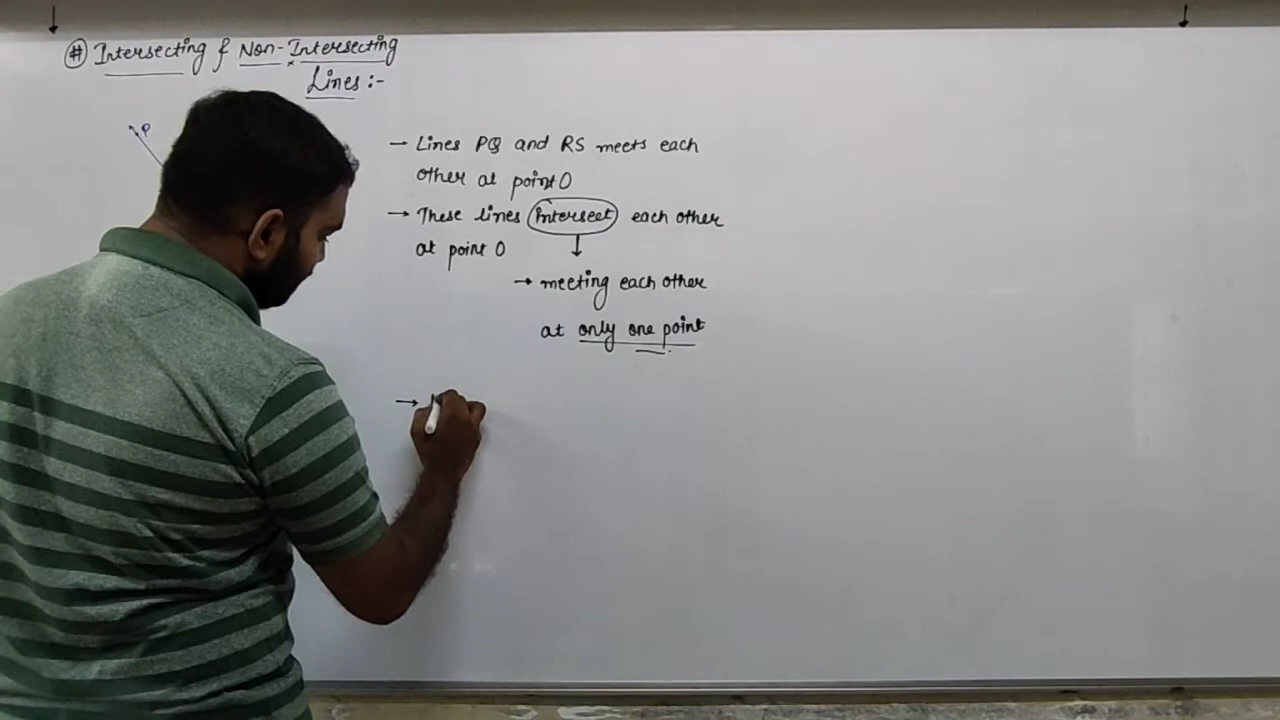 # Intersecting & Non-Intersecting
Lines :-
P
→ Lines PQ and RS meets each
other at point O
→ These lines intersect each other
at point O
↓
→ meeting each other
at only one point
→